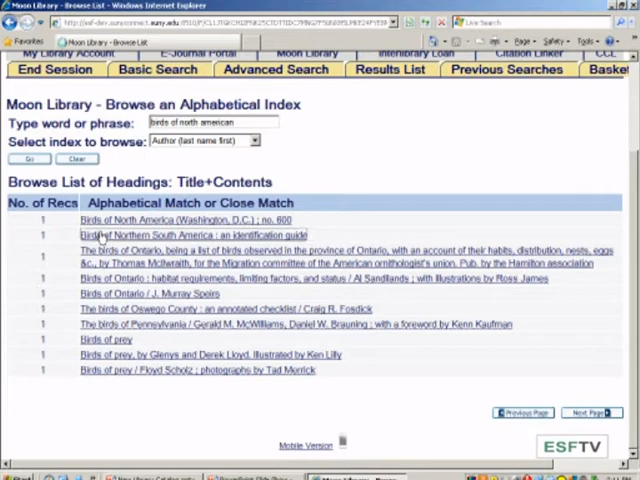 Moon Library - Browse List - Windows Internet Explorer
Live Search
Favorites
Moon Library - Browse List
Page
Safety
Tools
My Library Account
E-Journal Portal
Moon Library
Interlibrary Loan
Citation Linker
CCL
End Session
Basic Search
Advanced Search
Results List
Previous Searches
Basket
Moon Library - Browse an Alphabetical Index
Type word or phrase: birds of north american
Select index to browse: Author (last name first)
Go
Clear
Browse List of Headings: Title+Contents
No. of Recs Alphabetical Match or Close Match
1 Birds of North America (Washington, D.C.) ; no. 600
1 Birds of Northern South America : an identification guide
The birds of Ontario, being a list of birds observed in the province of Ontario, with an account of their habits, distribution, nests, eggs
1 &c., by Thomas McIlwraith, for the Migration committee of the American ornithologist's union. Pub. by the Hamilton association
1 Birds of Ontario : habitat requirements, limiting factors, and status / Al Sandilands ; with illustrations by Ross James
1 Birds of Ontario / J. Murray Speirs
1 The birds of Oswego County : an annotated checklist / Craig R. Fosdick
1 The birds of Pennsylvania / Gerald M. McWilliams, Daniel W. Brauning ; with a foreword by Kenn Kaufman
1 Birds of prey
1 Birds of prey, by Glenys and Derek Lloyd. Illustrated by Ken Lilly
1 Birds of prey / Floyd Scholz ; photographs by Tad Merrick
Previous Page
Next Page
Mobile Version
ESFTV